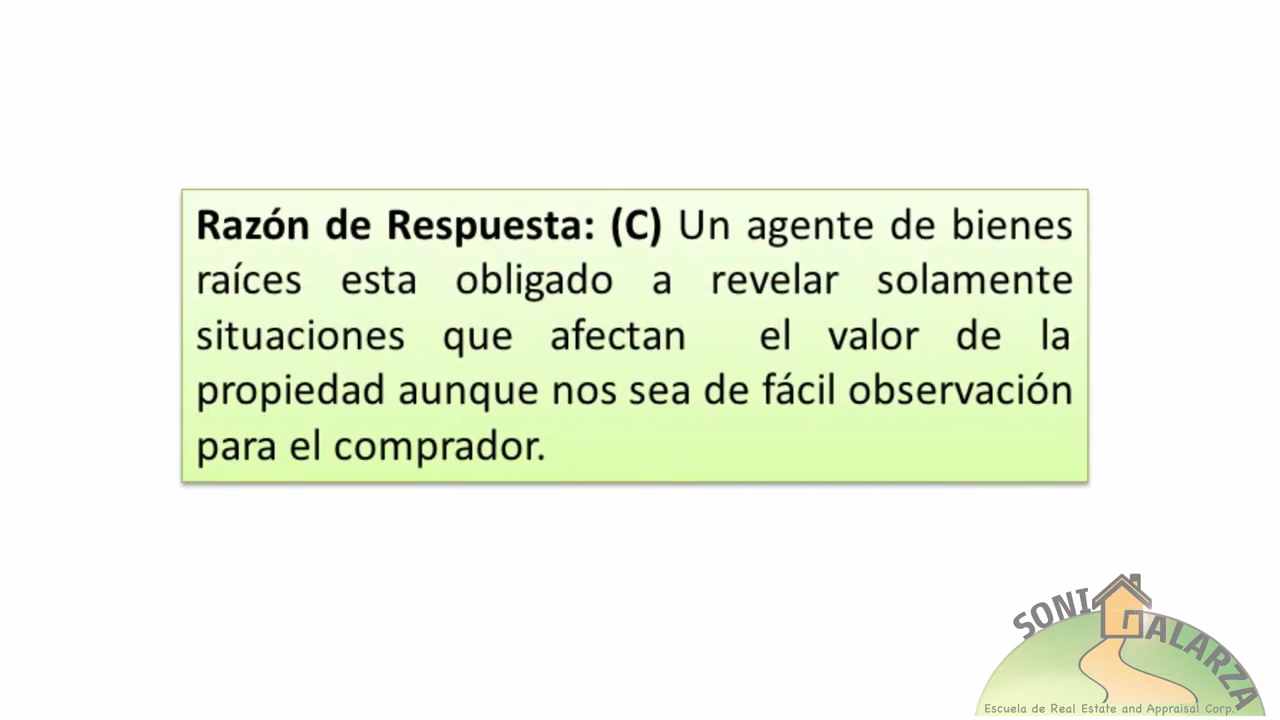 Razón de Respuesta: (C) Un agente de bienes
raíces esta obligado a revelar solamente
situaciones que afectan el valor de la
propiedad aunque nos sea de fácil observación
para el comprador.
SONI GALARZA
Escuela de Real Estate and Appraisal Corp.